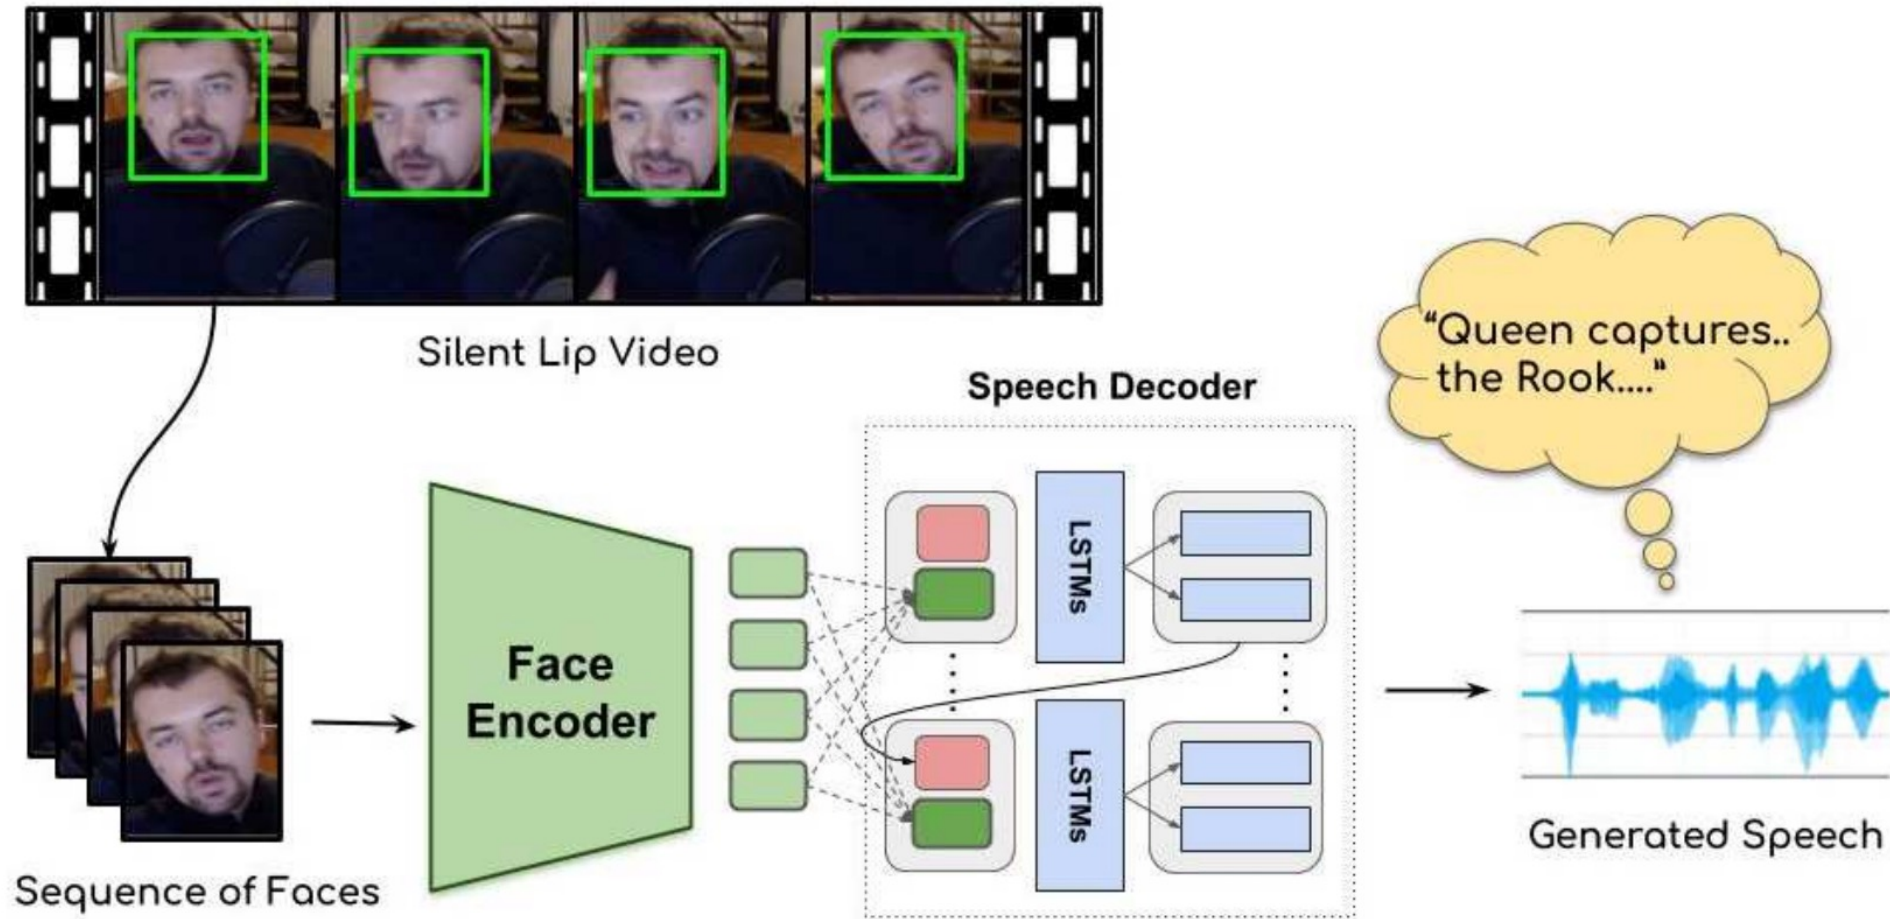 Silent Lip Video
“Queen captures..
the Rook....“
Speech Decoder
LSTMs
Face
Encoder
LSTMs
Sequence of Faces
Generated Speech